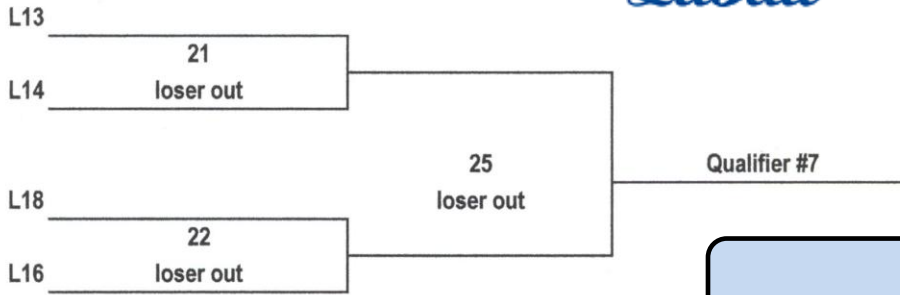 L13
21
L14 loser out
25 Qualifier #7
L18 loser out
22
L16 loser out